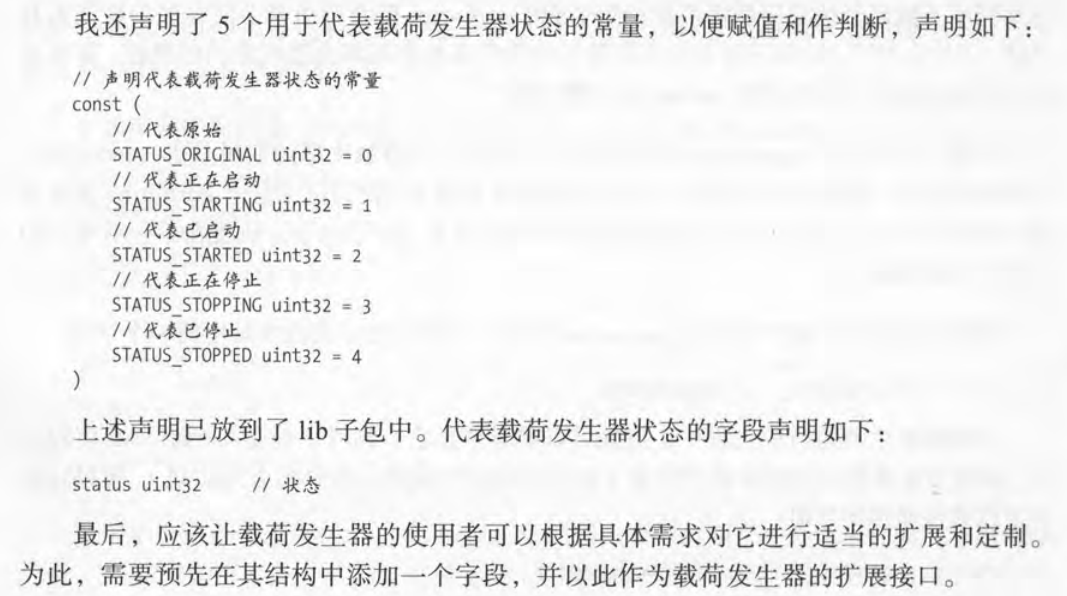 我还声明了 5 个用于代表载荷发生器状态的常量，以便赋值和作判断，声明如下：
// 声明代表载荷发生器状态的常量
const (
// 代表原始
STATUS_ORIGINAL uint32 = 0
// 代表正在启动
STATUS_STARTING uint32 = 1
// 代表已启动
STATUS_STARTED uint32 = 2
// 代表正在停止
STATUS_STOPPING uint32 = 3
// 代表已停止
STATUS_STOPPED uint32 = 4
)
上述声明已放到了 lib 子包中。代表载荷发生器状态的字段声明如下：
status uint32 // 状态
最后，应该让载荷发生器的使用者可以根据具体需求对它进行适当的扩展和定制。
为此，需要预先在其结构中添加一个字段，并以此作为载荷发生器的扩展接口。